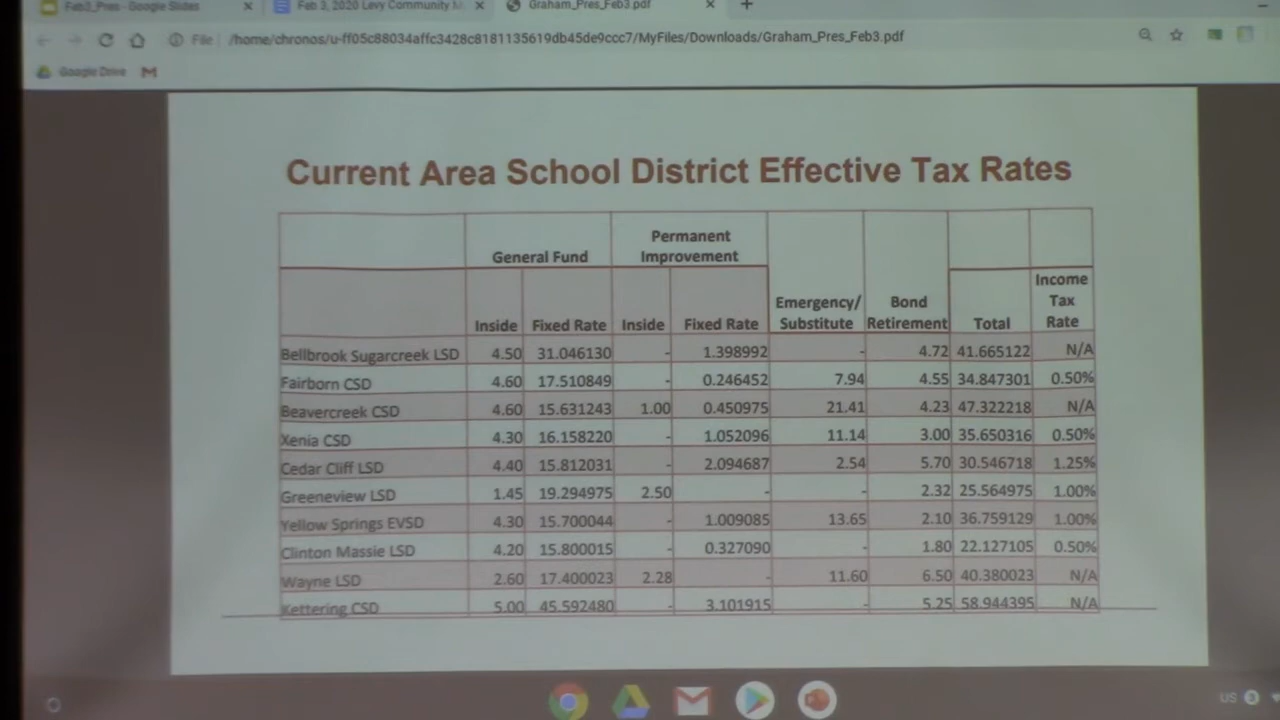 Feb3_Pres - Google Slides
Feb 3, 2020 Levy Community M
Graham_Pres_Feb3.pdf
File /home/chronos/u-ff05c88034affc3428c8181135619db45de9ccc7/MyFiles/Downloads/Graham_Pres_Feb3.pdf
Google Drive
Current Area School District Effective Tax Rates
General Fund Permanent Improvement
Inside Fixed Rate Inside Fixed Rate Emergency/ Substitute Bond Retirement Total Income Tax Rate
Bellbrook Sugarcreek LSD 4.50 31.046130 - 1.398992 - 4.72 41.665122 N/A
Fairborn CSD 4.60 17.510849 - 0.246452 7.94 4.55 34.847301 0.50%
Beavercreek CSD 4.60 15.631243 1.00 0.450975 21.41 4.23 47.322218 N/A
Xenia CSD 4.30 16.158220 - 1.052096 11.14 3.00 35.650316 0.50%
Cedar Cliff LSD 4.40 15.812031 - 2.094687 2.54 5.70 30.546718 1.25%
Greeneview LSD 1.45 19.294975 2.50 - - 2.32 25.564975 1.00%
Yellow Springs EVSD 4.30 15.700044 - 1.009085 13.65 2.10 36.759129 1.00%
Clinton Massie LSD 4.20 15.800015 - 0.327090 - 1.80 22.127105 0.50%
Wayne LSD 2.60 17.400023 2.28 - 11.60 6.50 40.380023 N/A
Kettering CSD 5.00 45.592480 - 3.101915 - 5.25 58.944395 N/A
US